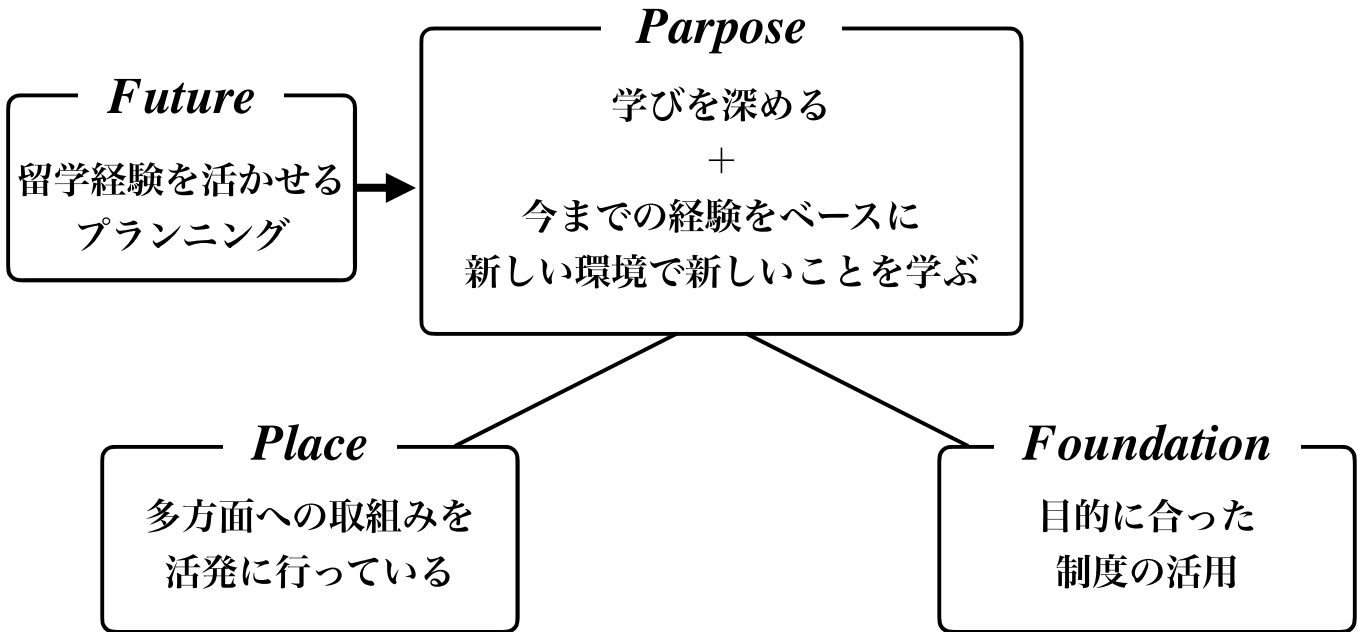 Future
留学経験を活かせる
プランニング
Parpose
学びを深める
+
今までの経験をベースに
新しい環境で新しいことを学ぶ
Place
多方面への取組みを
活発に行っている
Foundation
目的に合った
制度の活用